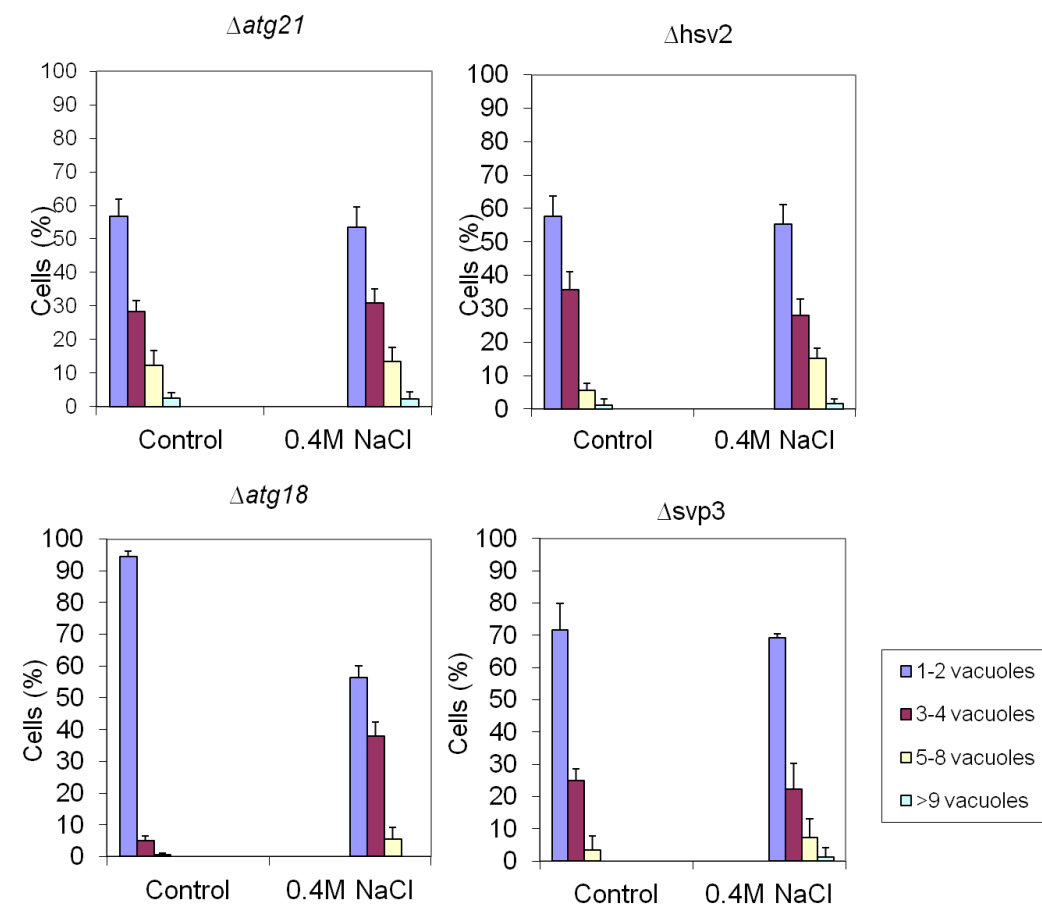 Δatg21
100
90
80
70
60
50
40
30
20
10
0
Cells (%)
Control 0.4M NaCl
Δhsv2
100
90
80
70
60
50
40
30
20
10
0
Cells (%)
Control 0.4M NaCl
Δatg18
100
90
80
70
60
50
40
30
20
10
0
Cells (%)
Control 0.4M NaCl
Δsvp3
100
90
80
70
60
50
40
30
20
10
0
Cells (%)
Control 0.4M NaCl
1-2 vacuoles
3-4 vacuoles
5-8 vacuoles
>9 vacuoles